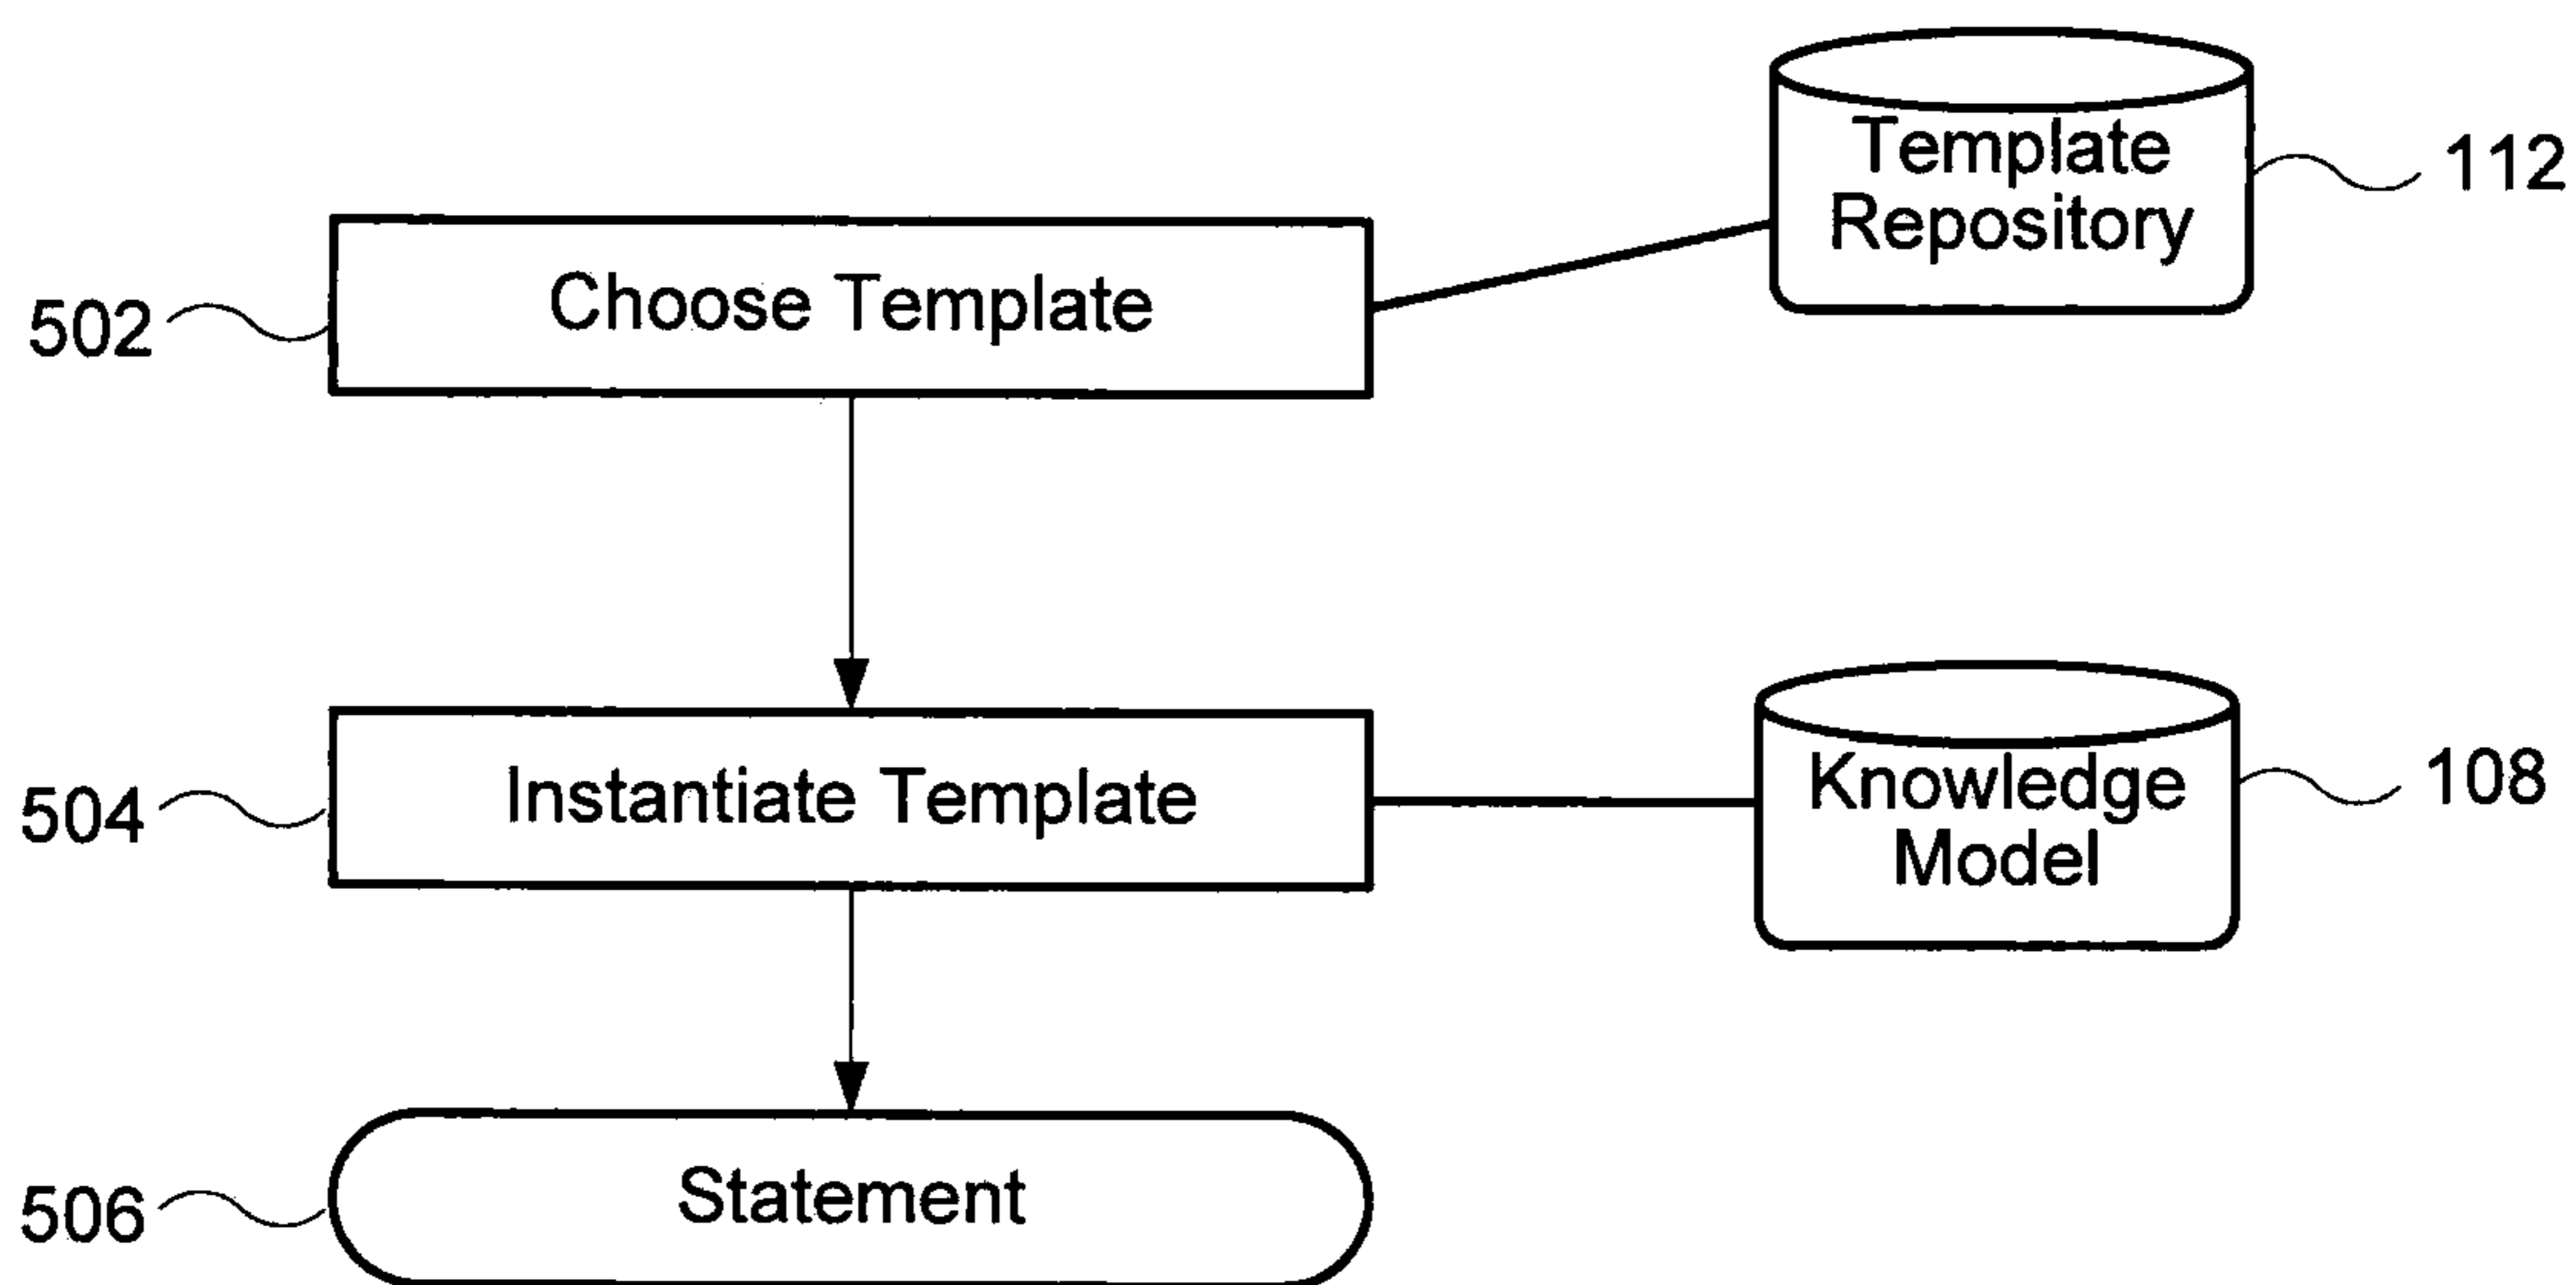 Template
Repository
112
Choose Template
502
Knowledge
Model
108
Instantiate Template
504
Statement
506